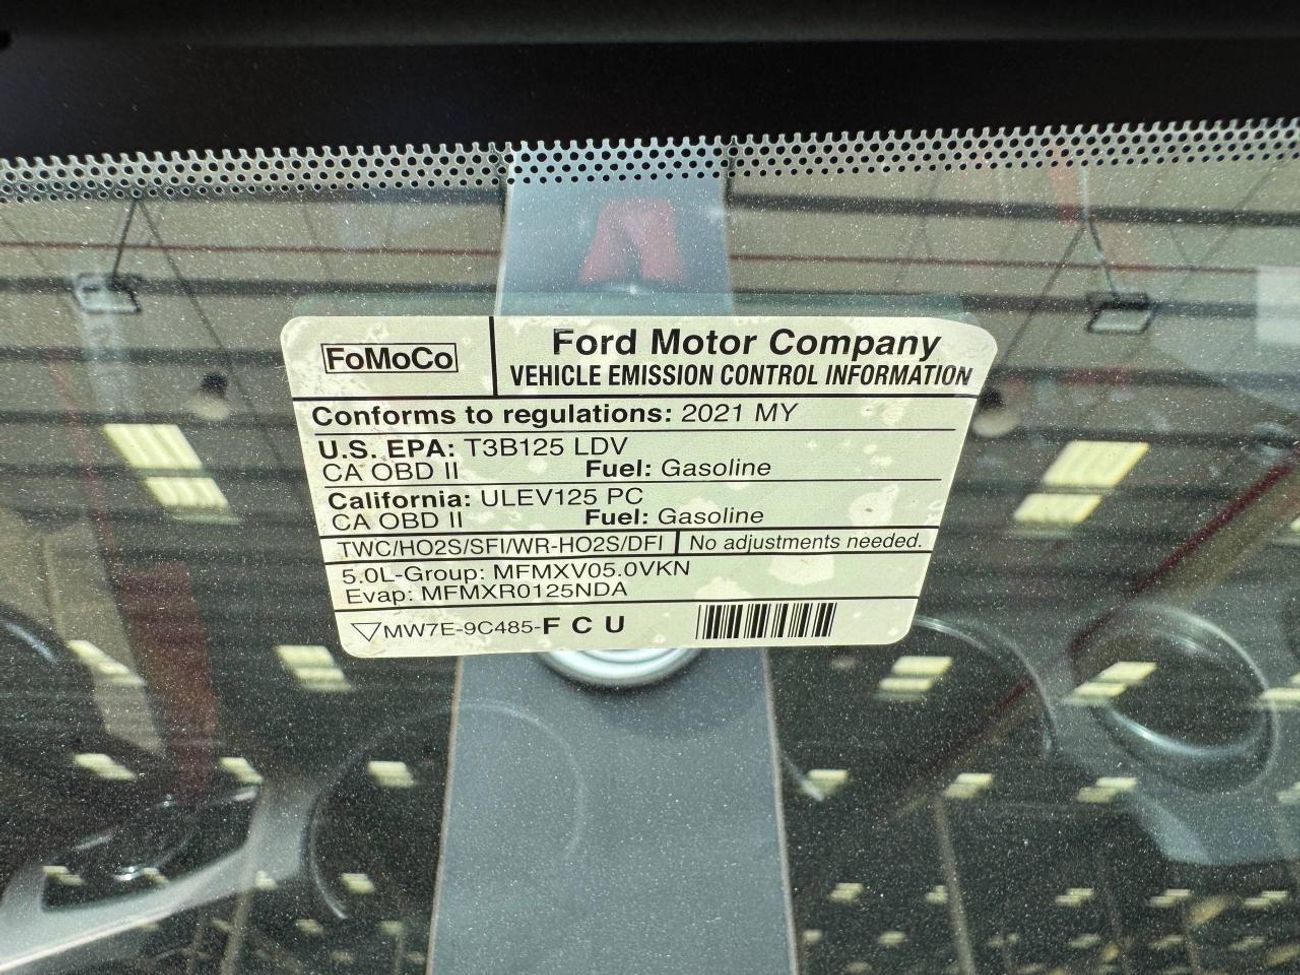 FoMoCo
Ford Motor Company
VEHICLE EMISSION CONTROL INFORMATION
Conforms to regulations: 2021 MY
U.S. EPA: T3B125 LDV
CA OBD II Fuel: Gasoline
California: ULEV125 PC
CA OBD II Fuel: Gasoline
TWC/HO2S/SFI/WR-HO2S/DFI No adjustments needed.
5.0L-Group: MFMXV05.0VKN
Evap: MFMXR0125NDA
MW7E-9C485-F C U